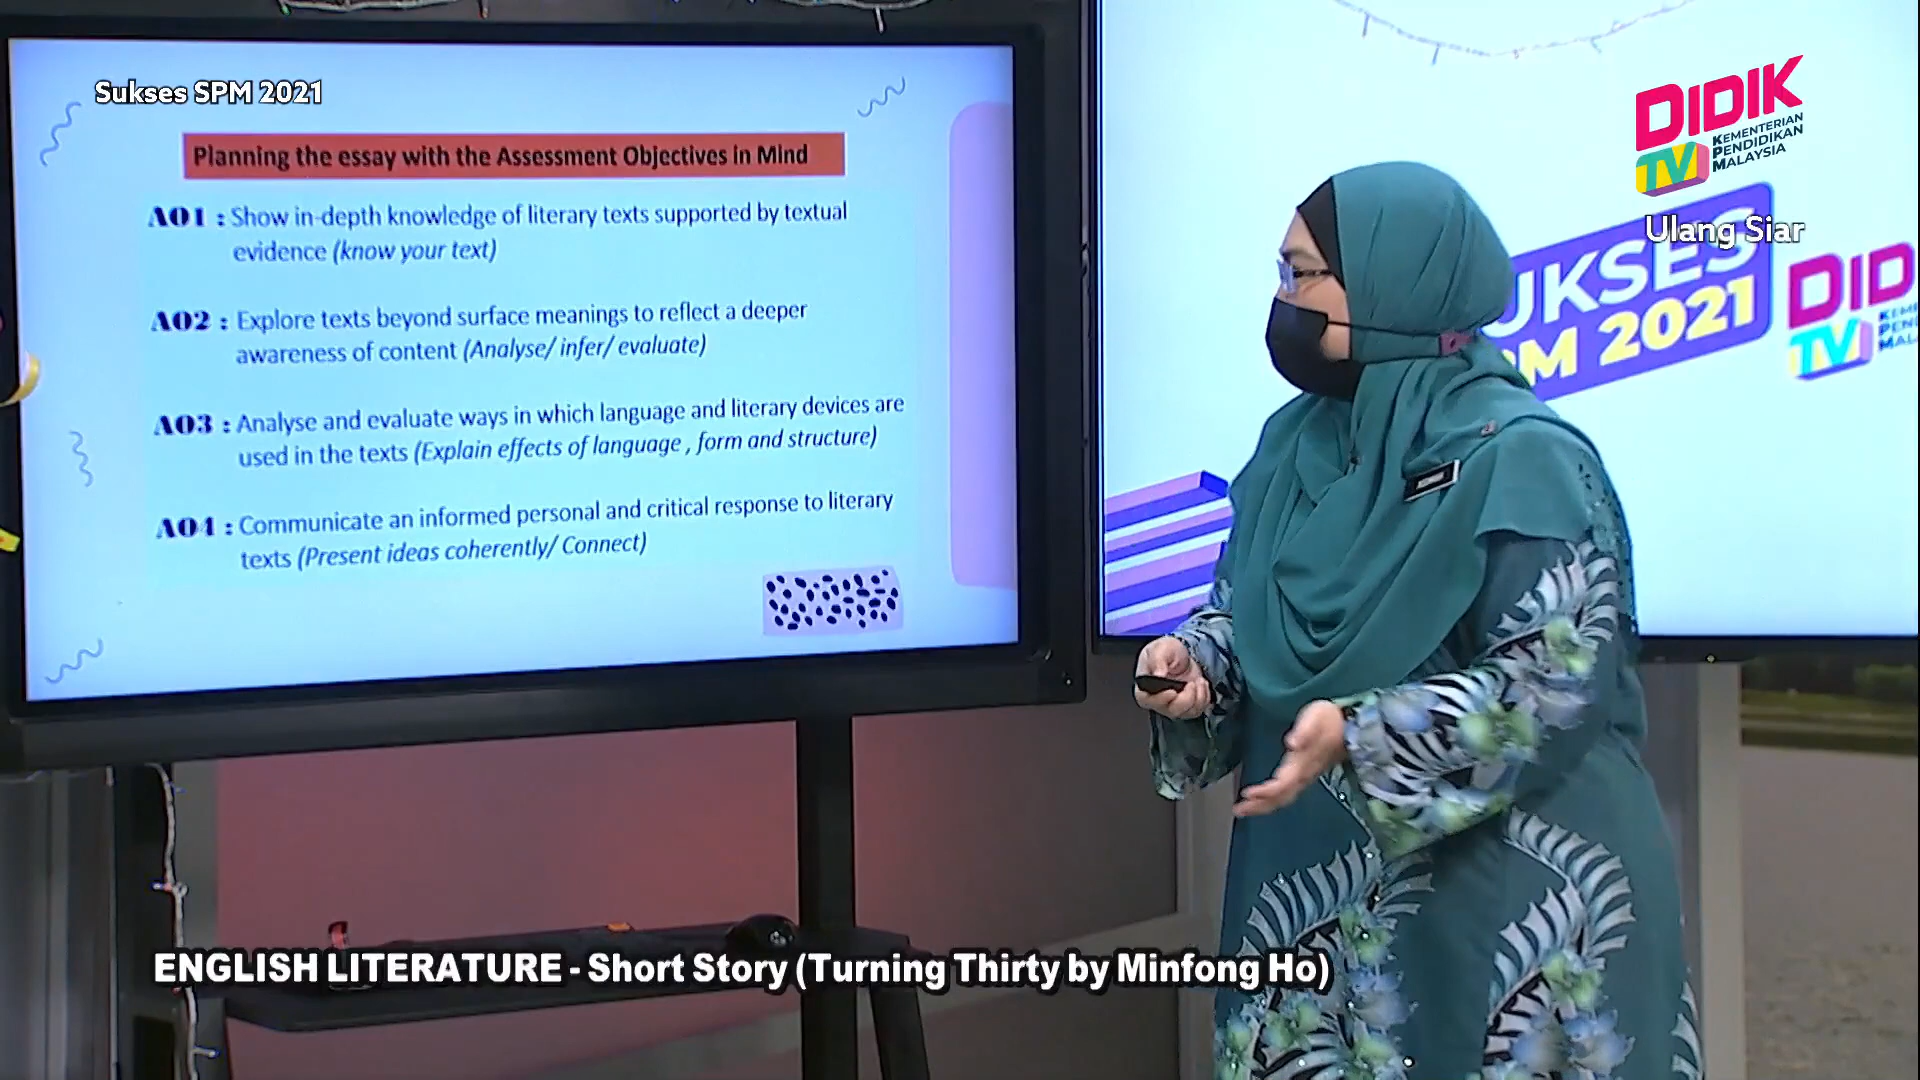 Sukses SPM 2021
Planning the essay with the Assessment Objectives in Mind
AO1 : Show in-depth knowledge of literary texts supported by textual
evidence (know your text)
AO2 : Explore texts beyond surface meanings to reflect a deeper
awareness of content (Analyse/ infer/ evaluate)
AO3 : Analyse and evaluate ways in which language and literary devices are
used in the texts (Explain effects of language , form and structure)
AO4 : Communicate an informed personal and critical response to literary
texts (Present ideas coherently/ Connect)
DIDIK
TV
KEMENTERIAN
PENDIDIKAN
MALAYSIA
Ulang Siar
UKSES
PM 2021
DID
TV
ENGLISH LITERATURE - Short Story (Turning Thirty by Minfong Ho)